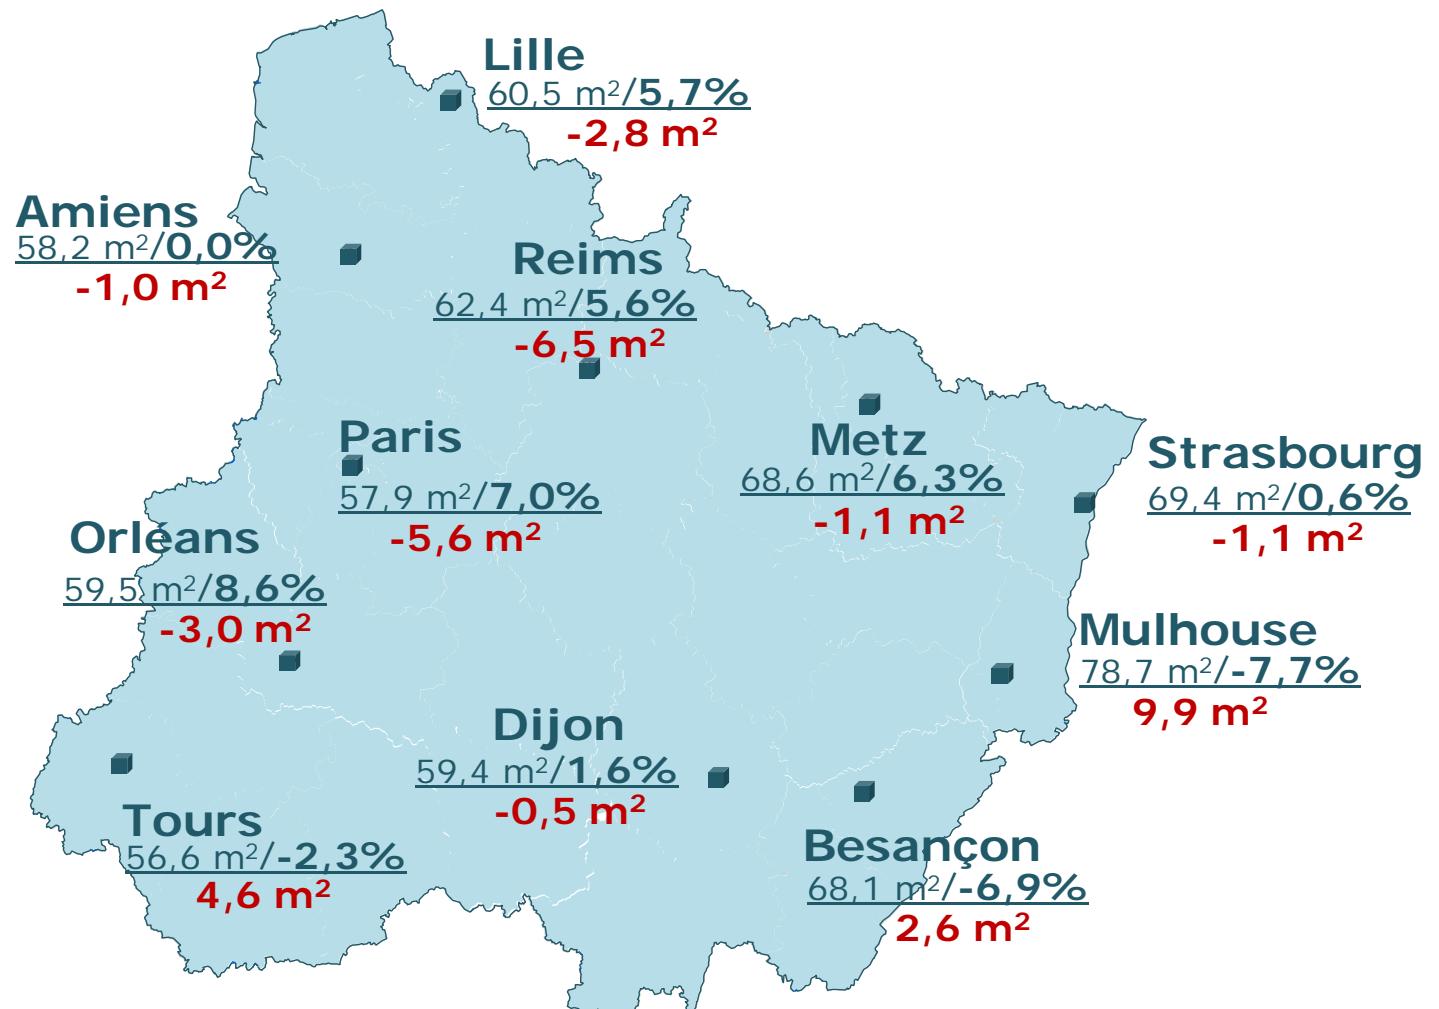 Lille
60,5 m²/5,7%
-2,8 m²
Amiens
58,2 m²/0,0%
-1,0 m²
Reims
62,4 m²/5,6%
-6,5 m²
Paris
57,9 m²/7,0%
-5,6 m²
Metz
68,6 m²/6,3%
-1,1 m²
Strasbourg
69,4 m²/0,6%
-1,1 m²
Orléans
59,5 m²/8,6%
-3,0 m²
Mulhouse
78,7 m²/-7,7%
9,9 m²
Dijon
59,4 m²/1,6%
-0,5 m²
Tours
56,6 m²/-2,3%
4,6 m²
Besançon
68,1 m²/-6,9%
2,6 m²